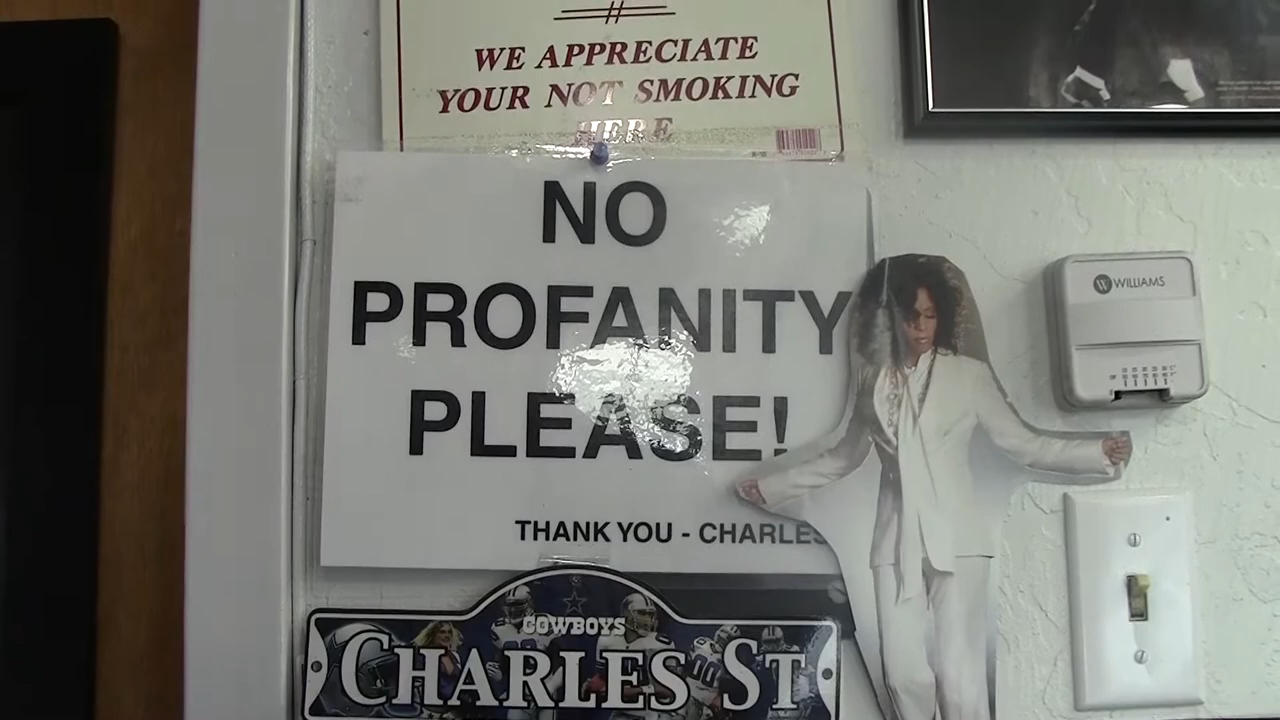 WE APPRECIATE
YOUR NOT SMOKING
HERE
NO
PROFANITY
PLEASE!
THANK YOU - CHARLES
WILLIAMS
COWBOYS
CHARLES ST